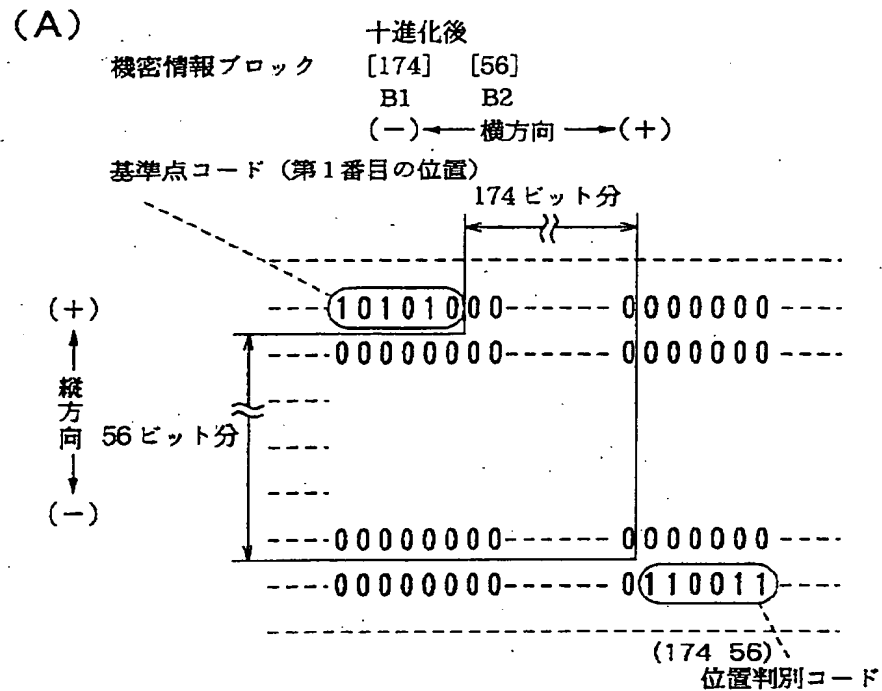 (A)
十進化後
機密情報ブロック [174] [56]
B1 B2
(−)←横方向→(+)
基準点コード(第1番目の位置)
174ビット分
(+) ----10101000------0000000----
----00000000------0000000----
縦方向
56ビット分
(−)
----00000000------0000000----
----00000000------0110011----
(174 56)
位置判別コード